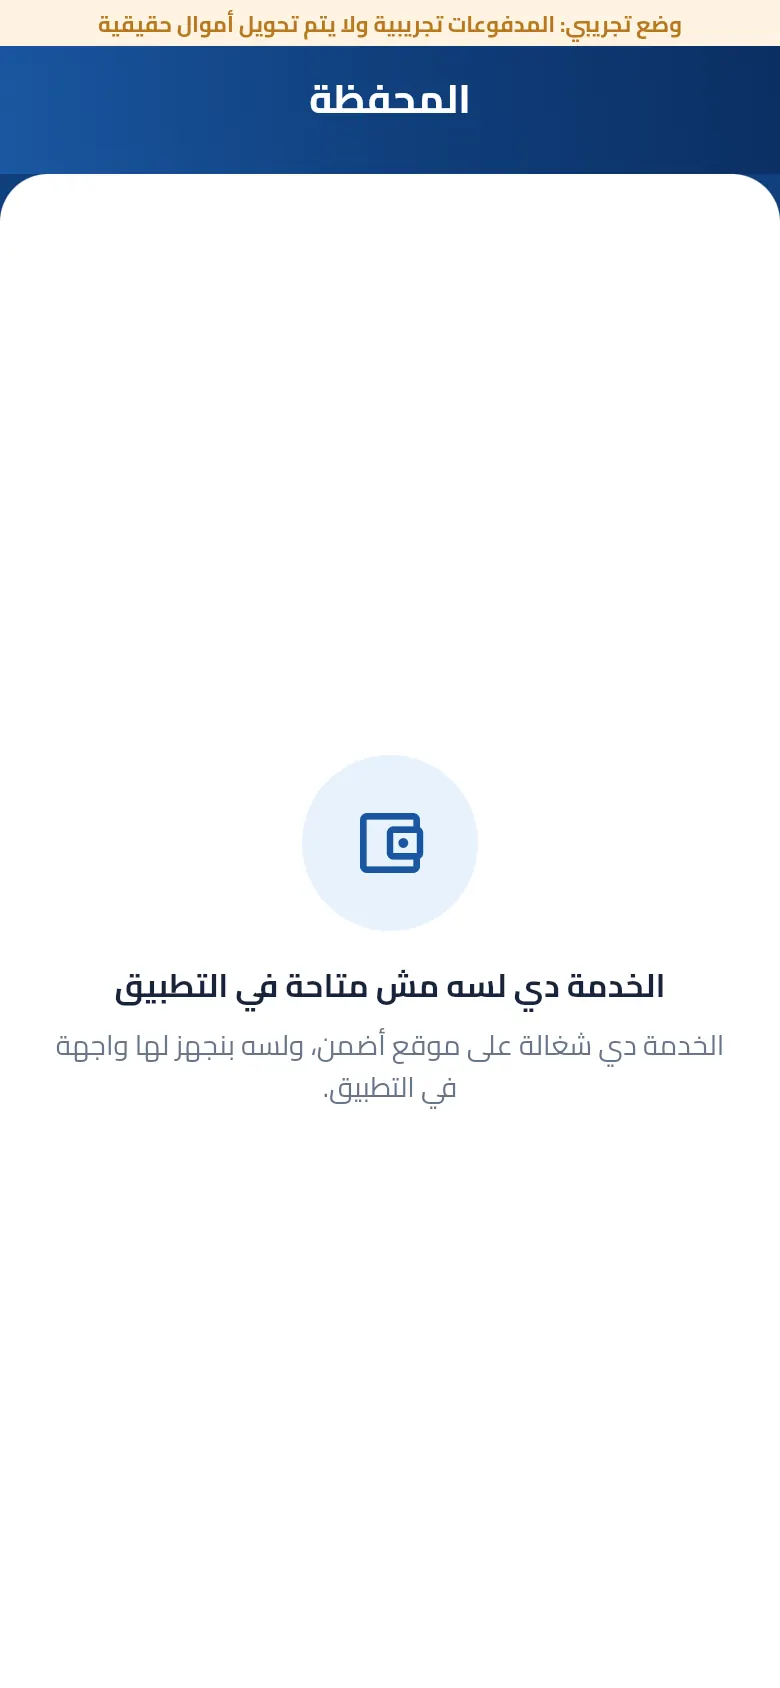 وضع تجريبي: المدفوعات تجريبية ولا يتم تحويل أموال حقيقية
المحفظة
الخدمة دي لسه مش متاحة في التطبيق
الخدمة دي شغالة على موقع أضمن، ولسه بنجهز لها واجهة
في التطبيق.